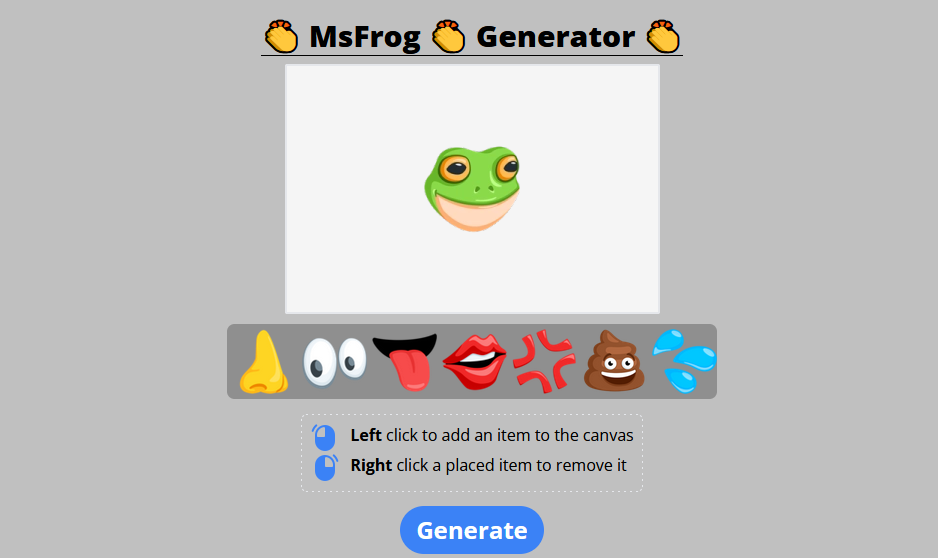 👏 MsFrog 👏 Generator 👏
Left click to add an item to the canvas
Right click a placed item to remove it
Generate